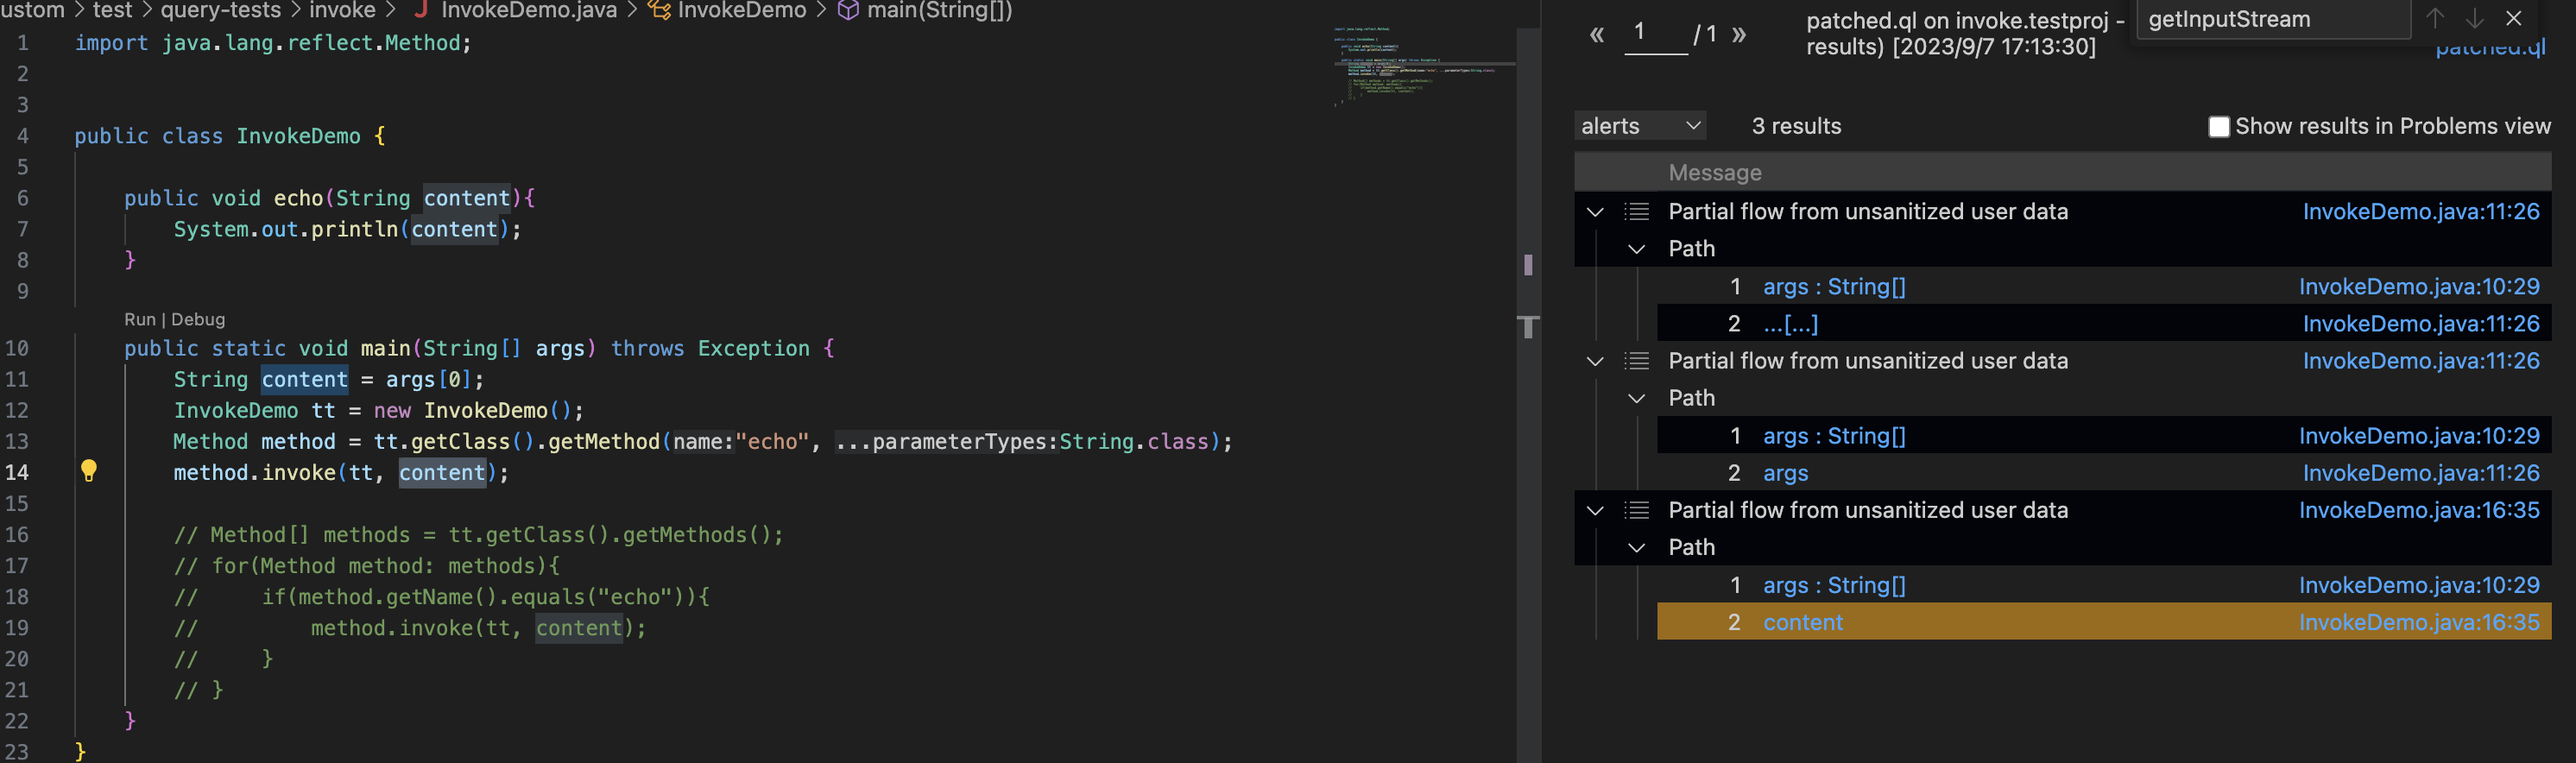 ustom > test > query-tests > invoke > J InvokeDemo.java > InvokeDemo > main(String[])
1 import java.lang.reflect.Method;
2
3
4 public class InvokeDemo {
5
6 public void echo(String content){
7 System.out.println(content);
8 }
9
Run | Debug
10 public static void main(String[] args) throws Exception {
11 String content = args[0];
12 InvokeDemo tt = new InvokeDemo();
13 Method method = tt.getClass().getMethod(name:"echo", ...parameterTypes:String.class);
14 method.invoke(tt, content);
15
16 // Method[] methods = tt.getClass().getMethods();
17 // for(Method method: methods){
18 // if(method.getName().equals("echo")){
19 // method.invoke(tt, content);
20 // }
21 // }
22 }
23 }
« 1 / 1 »
patched.ql on invoke.testproj -
results) [2023/9/7 17:13:30]
getInputStream
patched.ql
alerts 3 results Show results in Problems view
Message
Partial flow from unsanitized user data InvokeDemo.java:11:26
Path
1 args : String[] InvokeDemo.java:10:29
2 ...[...] InvokeDemo.java:11:26
Partial flow from unsanitized user data InvokeDemo.java:11:26
Path
1 args : String[] InvokeDemo.java:10:29
2 args InvokeDemo.java:11:26
Partial flow from unsanitized user data InvokeDemo.java:16:35
Path
1 args : String[] InvokeDemo.java:10:29
2 content InvokeDemo.java:16:35